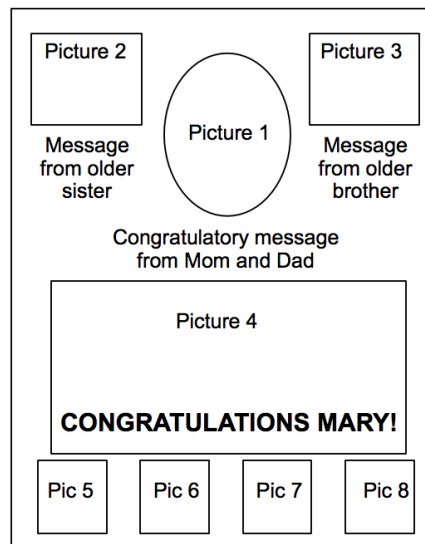 Picture 2
Picture 3
Picture 1
Message
from older
sister
Message
from older
brother
Congratulatory message
from Mom and Dad
Picture 4
CONGRATULATIONS MARY!
Pic 5
Pic 6
Pic 7
Pic 8